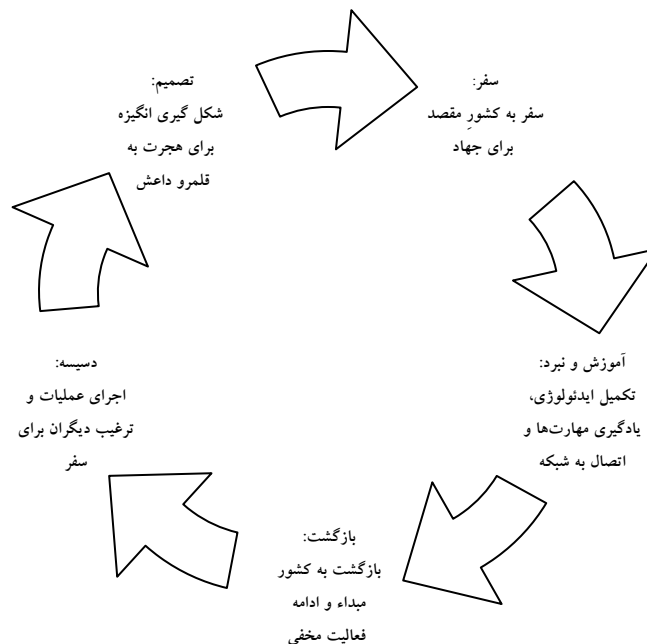 تصمیم:
شکل گیری انگیزه
برای هجرت به
قلمرو داعش
سفر:
سفر به کشورِ مقصد
برای جهاد
آموزش و نبرد:
تکمیل ایدئولوژی،
یادگیری مهارت‌ها و
اتصال به شبکه
بازگشت:
بازگشت به کشور
مبداء و ادامه
فعالیت مخفی
دسیسه:
اجرای عملیات و
ترغیب دیگران برای
سفر